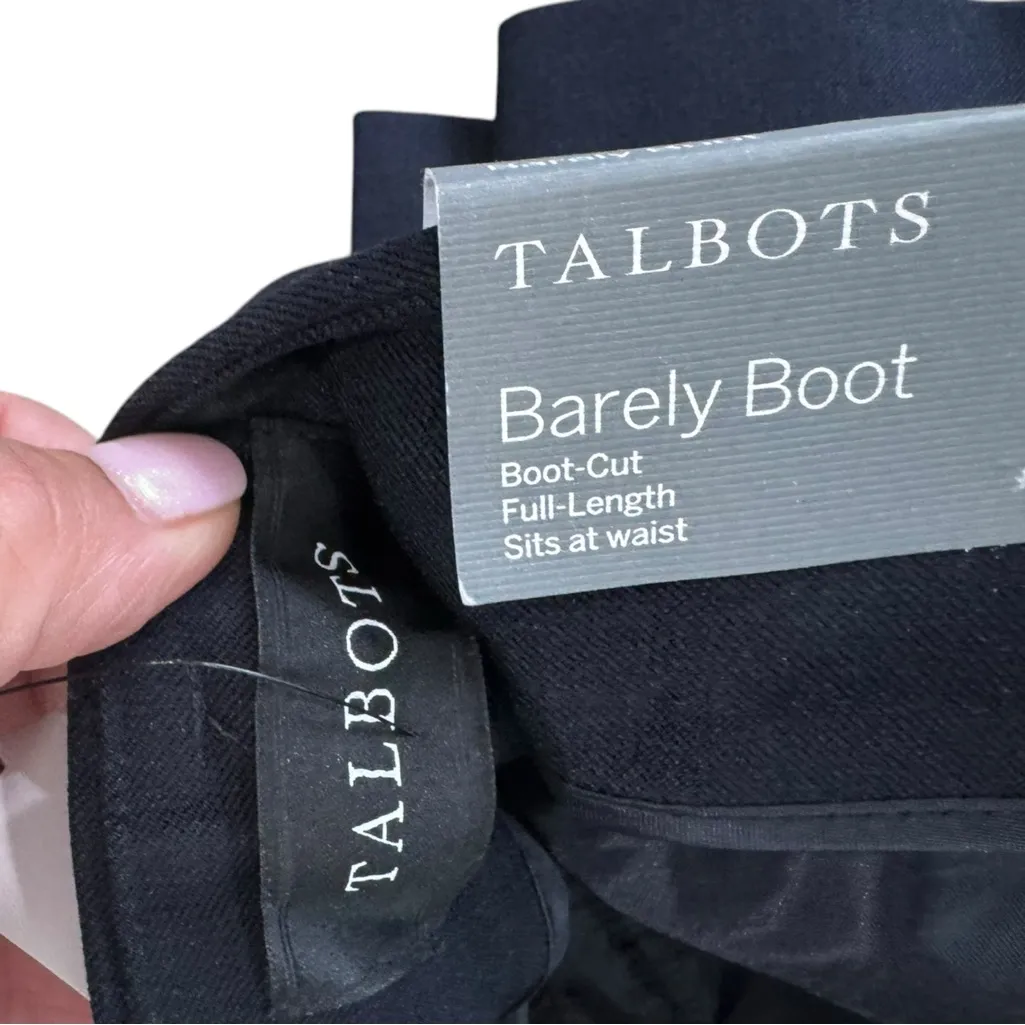 TALBOTS
Barely Boot
Boot-Cut
Full-Length
Sits at waist
TALBOTS